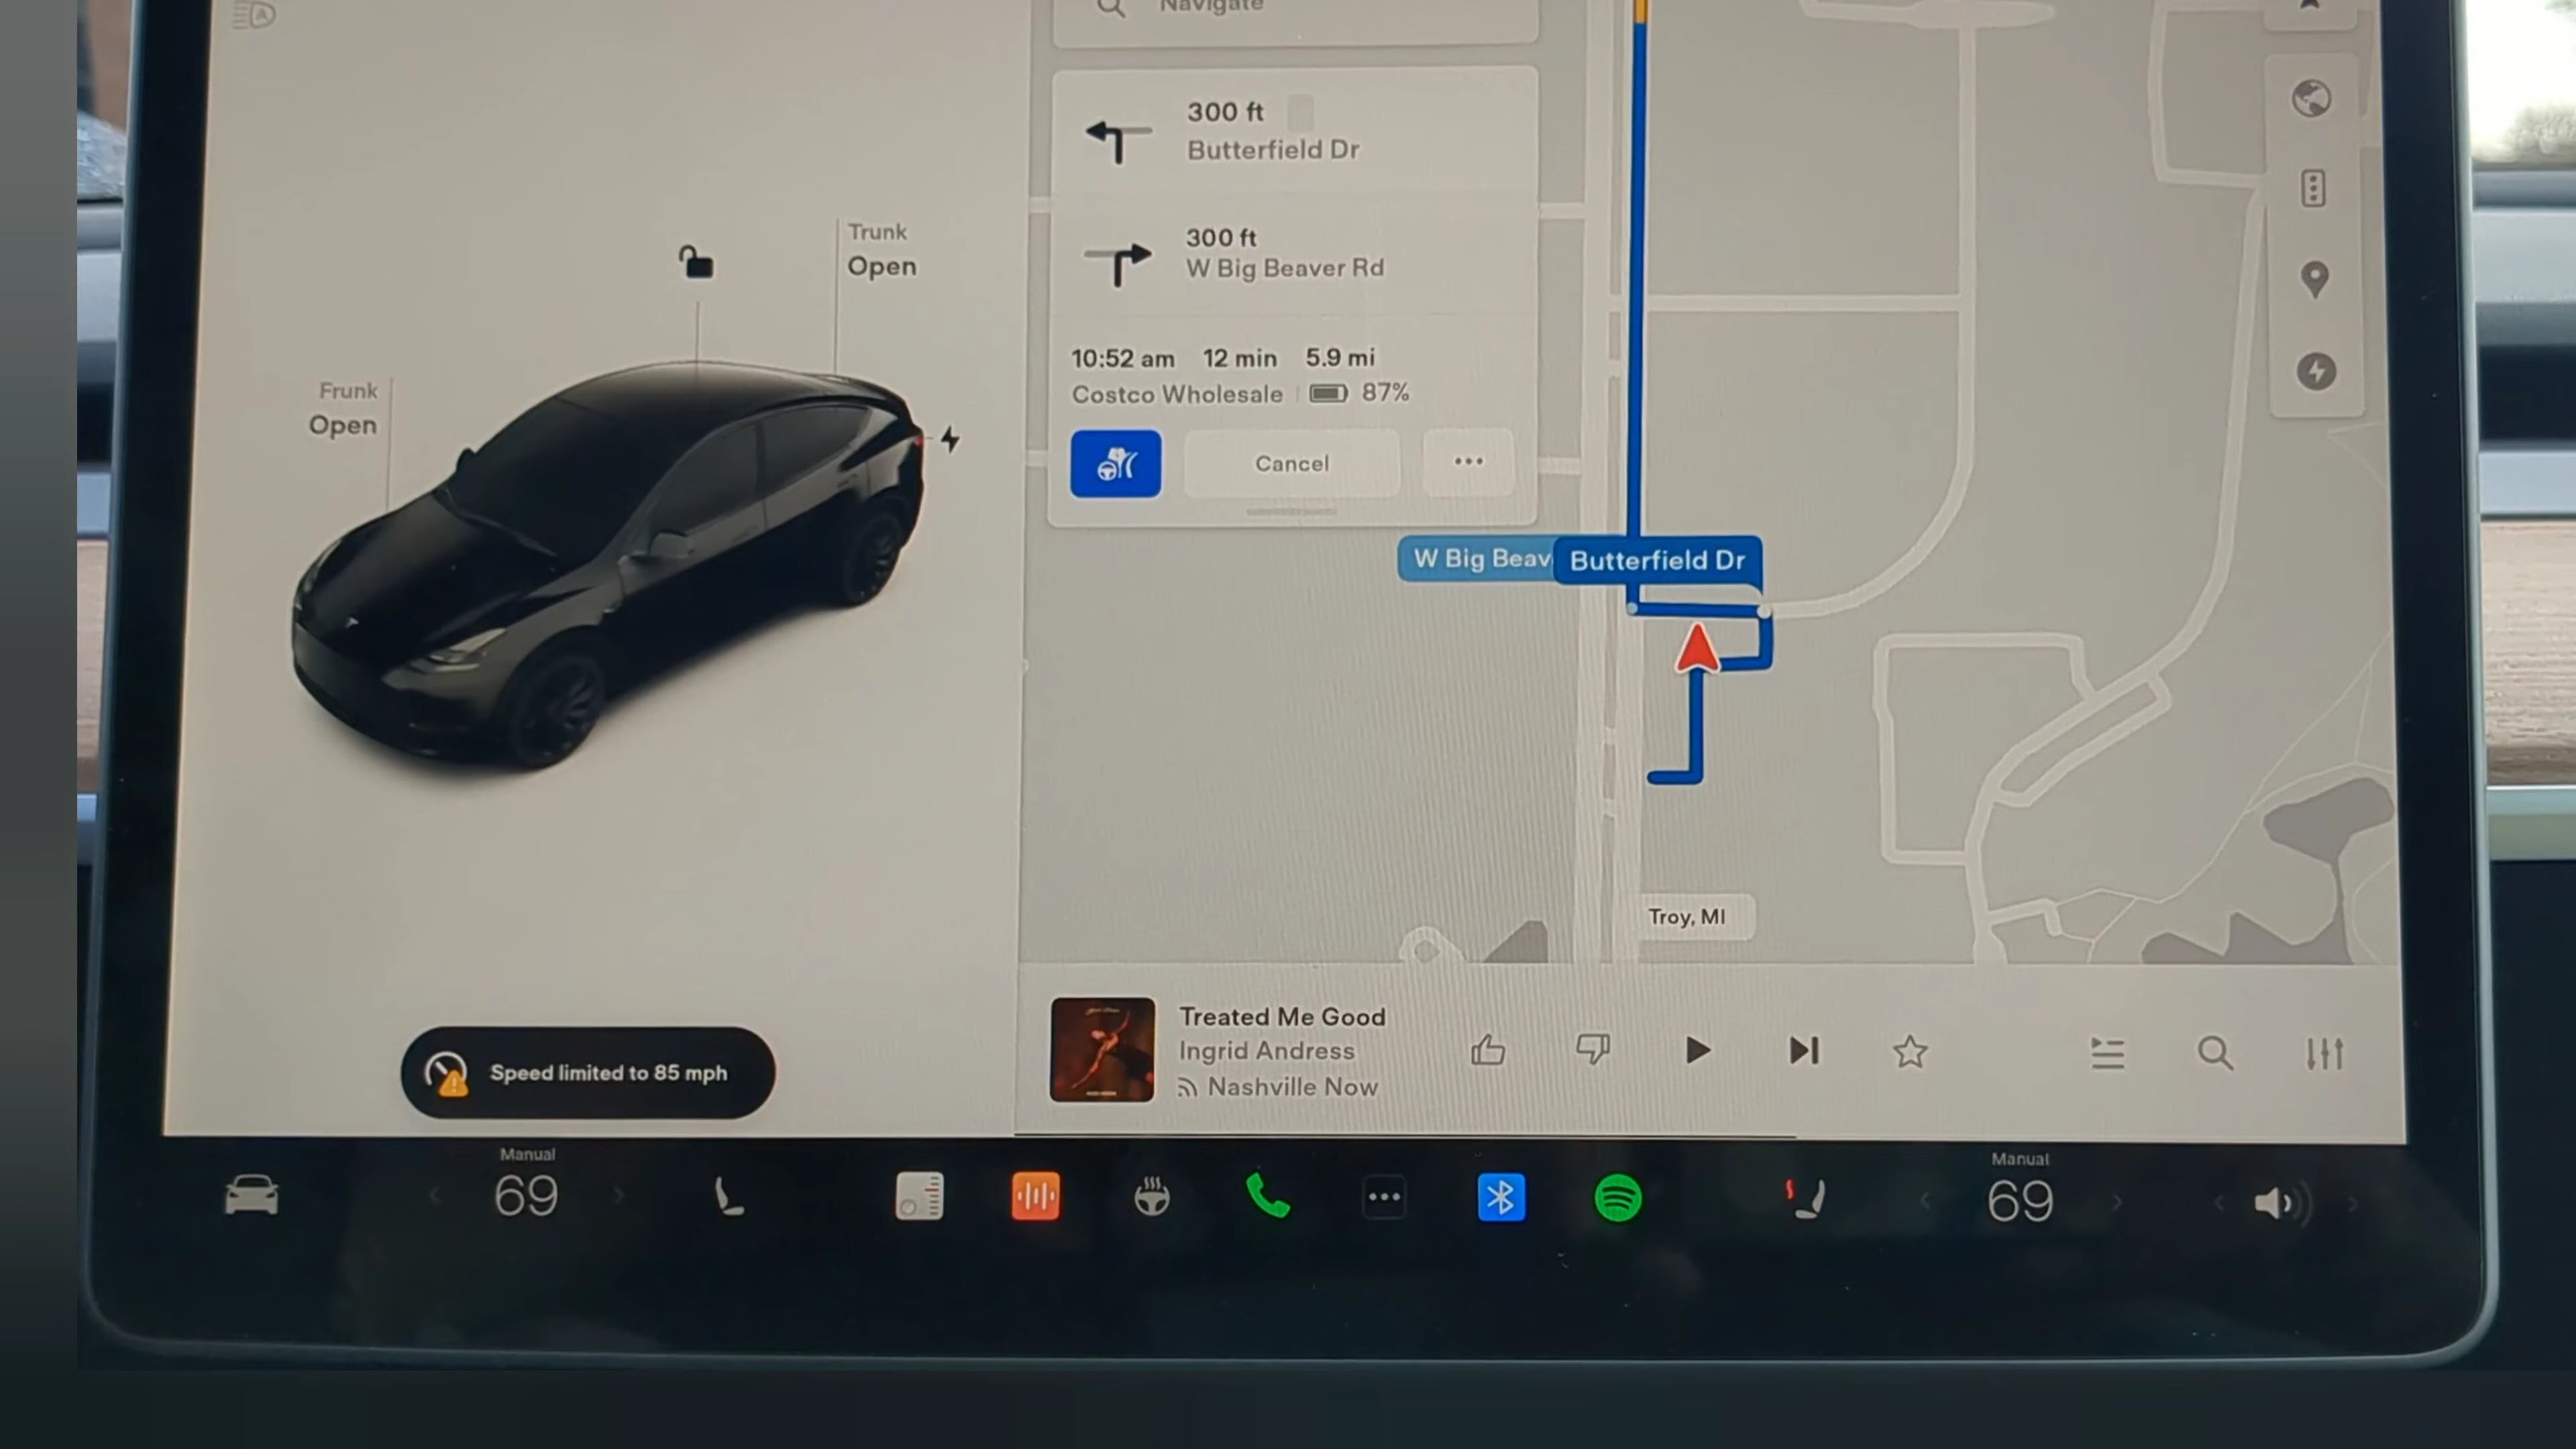 Navigate
300 ft
Butterfield Dr
300 ft
W Big Beaver Rd
10:52 am 12 min 5.9 mi
Costco Wholesale 87%
Cancel
Trunk
Open
Frunk
Open
W Big Beav
Butterfield Dr
Troy, MI
Treated Me Good
Ingrid Andress
Nashville Now
Speed limited to 85 mph
Manual
69
Manual
69